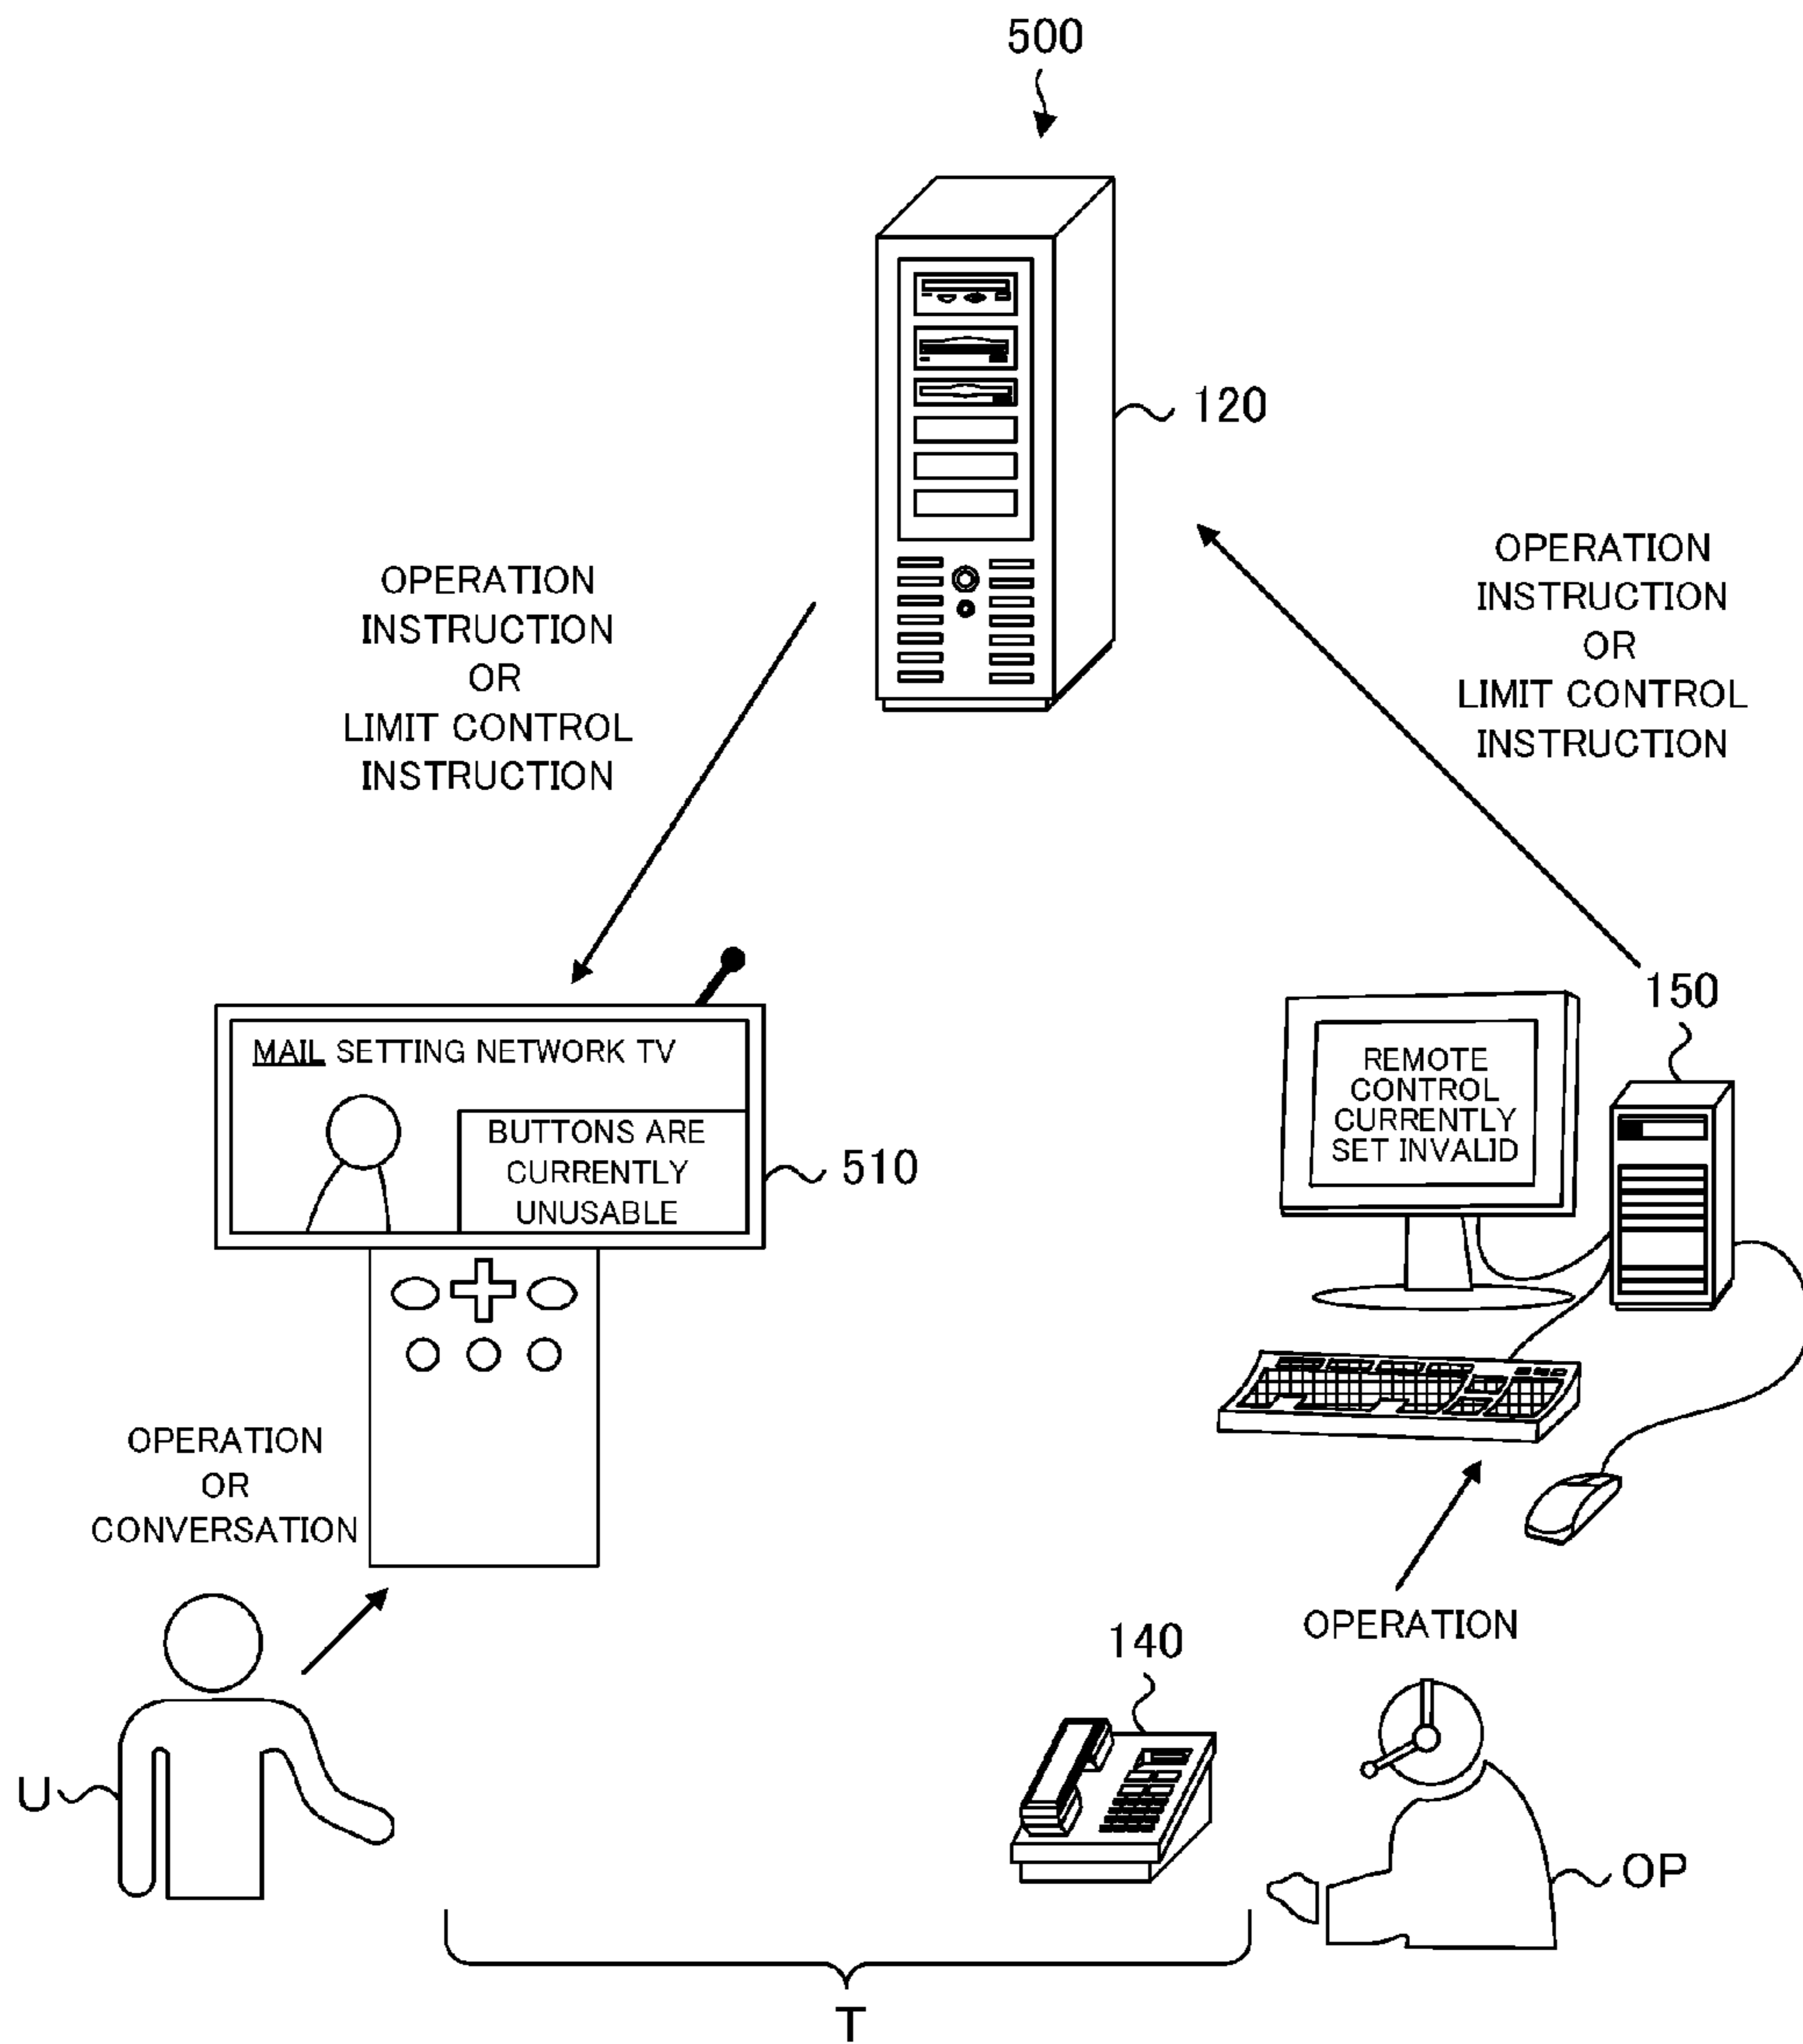 500
120
OPERATION
INSTRUCTION
OR
LIMIT CONTROL
INSTRUCTION
OPERATION
INSTRUCTION
OR
LIMIT CONTROL
INSTRUCTION
150
MAIL SETTING NETWORK TV
BUTTONS ARE
CURRENTLY
UNUSABLE
510
REMOTE
CONTROL
CURRENTLY
SET INVALID
OPERATION
OR
CONVERSATION
OPERATION
140
U
OP
T